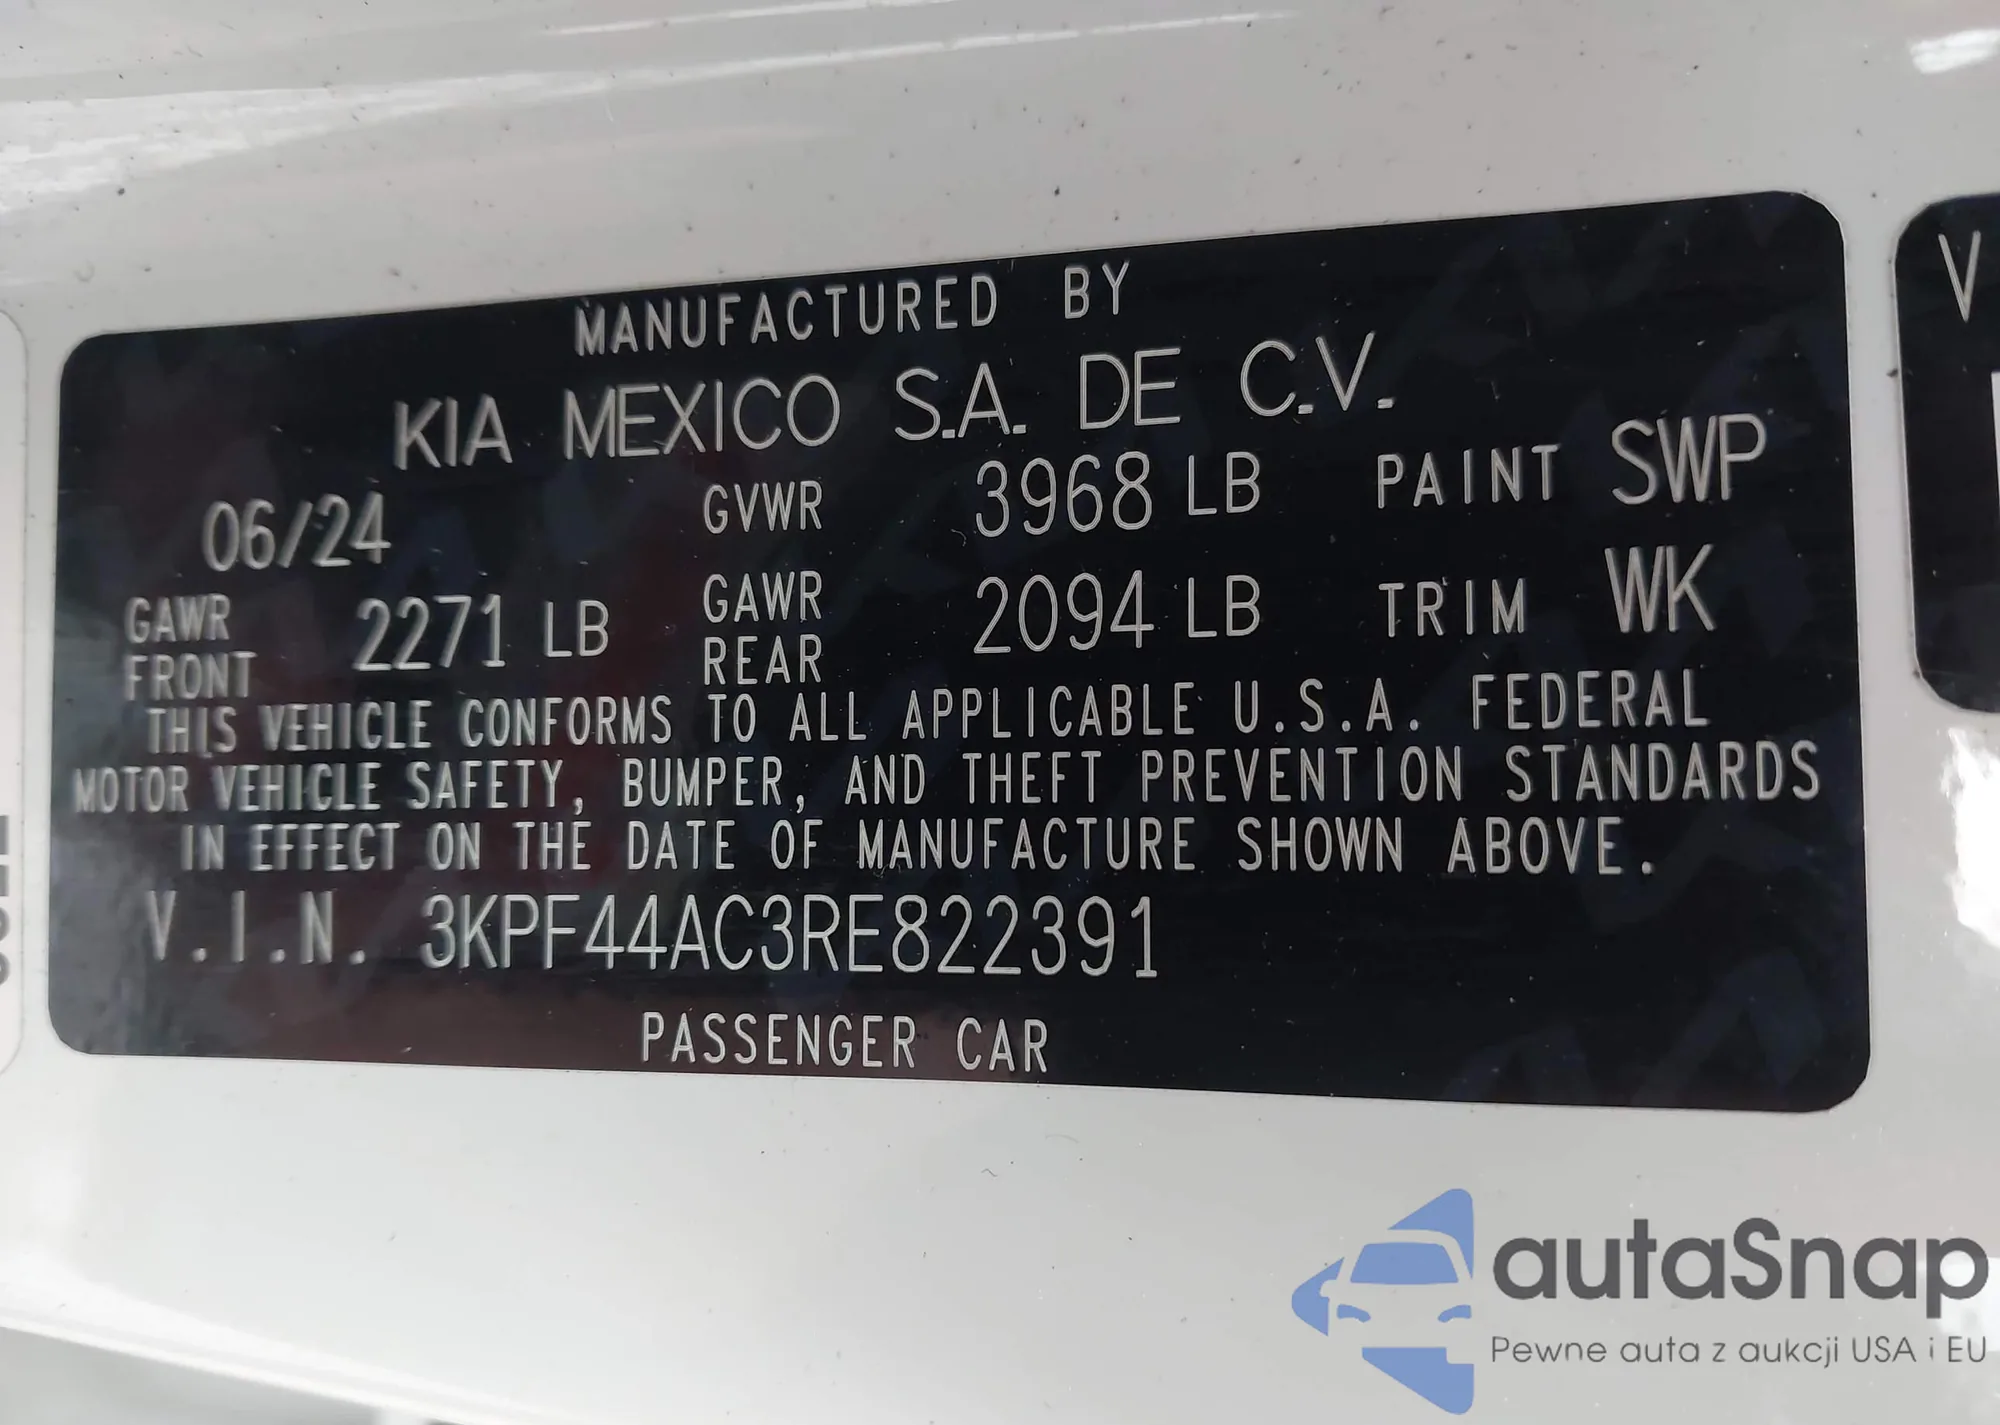 MANUFACTURED BY
KIA MEXICO S.A. DE C.V.
06/24 GVWR 3968 LB PAINT SWP
GAWR FRONT 2271 LB GAWR REAR 2094 LB TRIM WK
THIS VEHICLE CONFORMS TO ALL APPLICABLE U.S.A. FEDERAL
MOTOR VEHICLE SAFETY, BUMPER, AND THEFT PREVENTION STANDARDS
IN EFFECT ON THE DATE OF MANUFACTURE SHOWN ABOVE.
V.I.N. 3KPF44AC3RE822391
PASSENGER CAR
V
autaSnap
Pewne auta z aukcji USA i EU